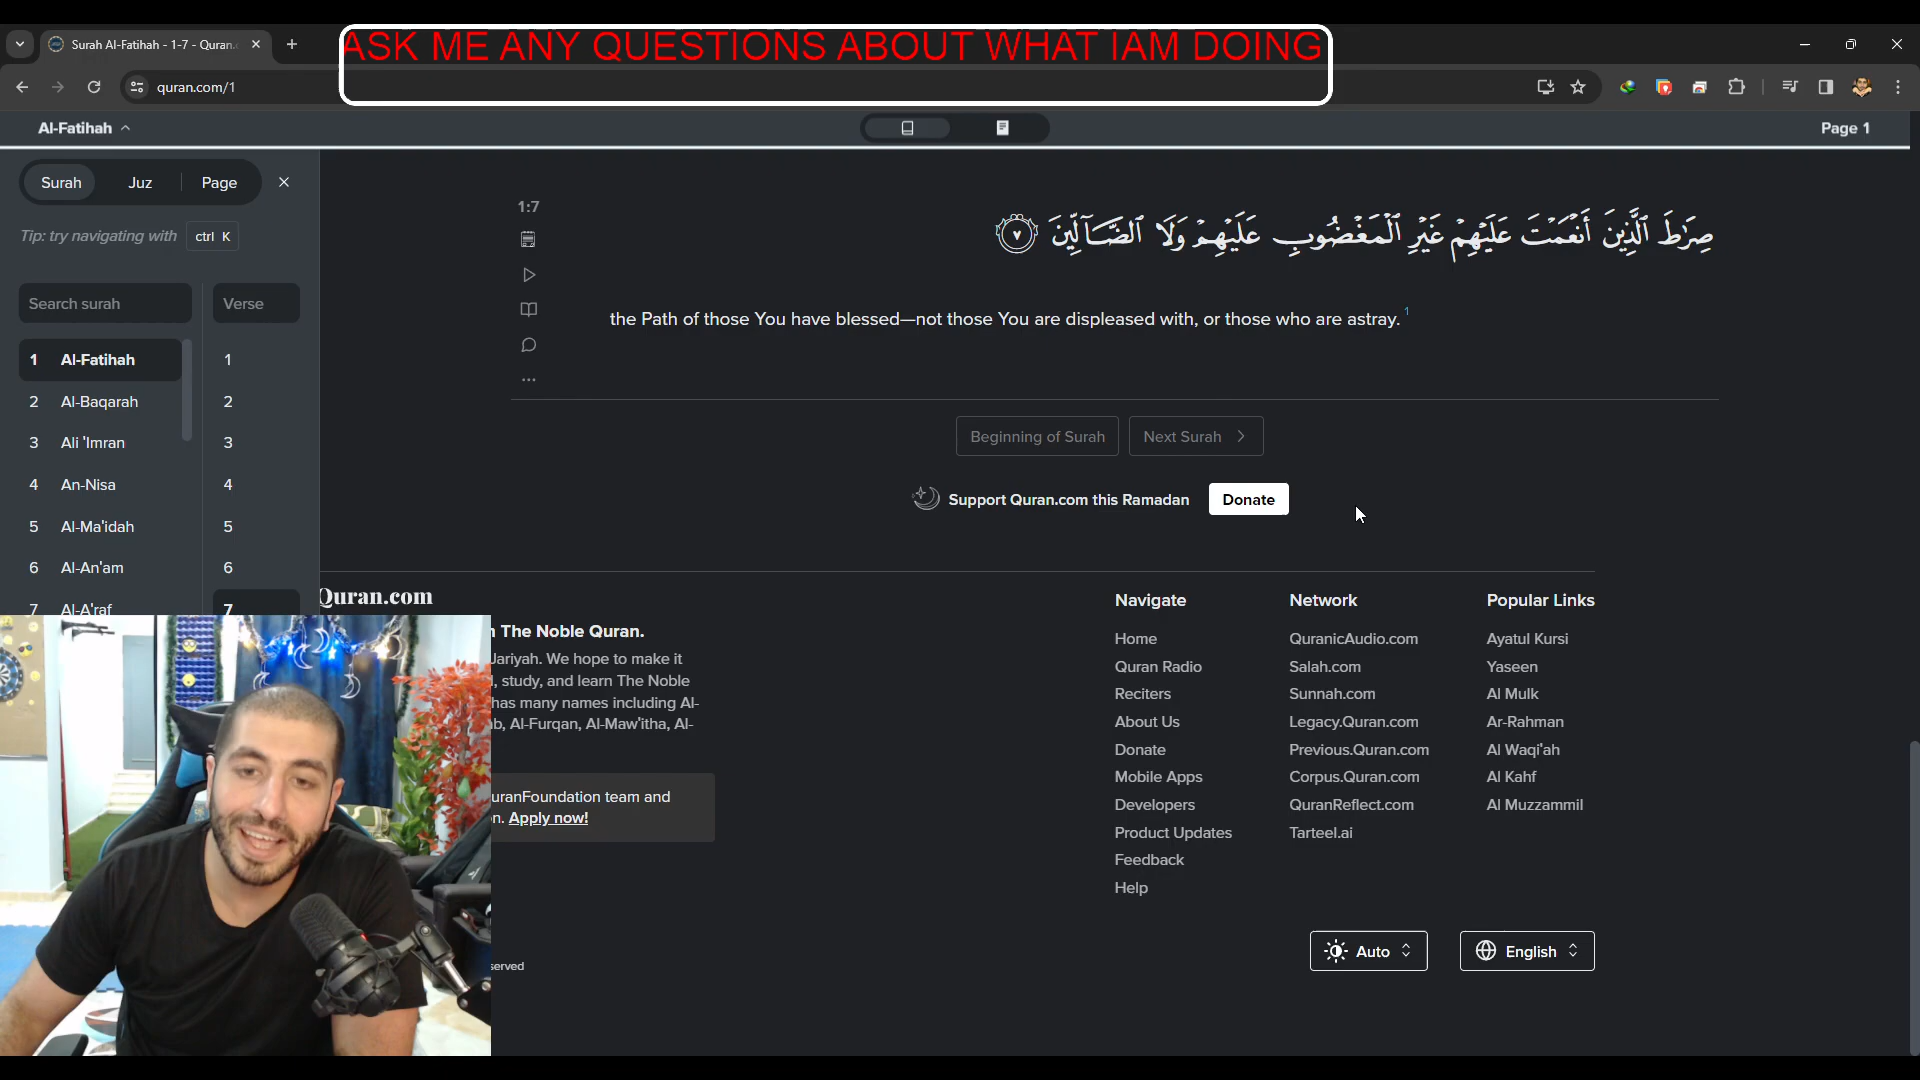 Surah Al-Fatihah - 1-7 - Quran.
ASK ME ANY QUESTIONS ABOUT WHAT IAM DOING
quran.com/1
Al-Fatihah
Page 1
Surah Juz Page
Tip: try navigating with ctrl K
Search surah Verse
1 Al-Fatihah 1
2 Al-Baqarah 2
3 Ali 'Imran 3
4 An-Nisa 4
5 Al-Ma'idah 5
6 Al-An'am 6
7 Al-A'raf 7
1:7
صِرَٰطَ ٱلَّذِينَ أَنْعَمْتَ عَلَيْهِمْ غَيْرِ ٱلْمَغْضُوبِ عَلَيْهِمْ وَلَا ٱلضَّآلِّينَ ٧
the Path of those You have blessed—not those You are displeased with, or those who are astray. 1
Beginning of Surah Next Surah
Support Quran.com this Ramadan Donate
Quran.com
The Noble Quran.
Jariyah. We hope to make it
, study, and learn The Noble
has many names including Al-
b, Al-Furqan, Al-Maw'itha, Al-
uranFoundation team and
n. Apply now!
served
Navigate
Home
Quran Radio
Reciters
About Us
Donate
Mobile Apps
Developers
Product Updates
Feedback
Help
Network
QuranicAudio.com
Salah.com
Sunnah.com
Legacy.Quran.com
Previous.Quran.com
Corpus.Quran.com
QuranReflect.com
Tarteel.ai
Popular Links
Ayatul Kursi
Yaseen
Al Mulk
Ar-Rahman
Al Waqi'ah
Al Kahf
Al Muzzammil
Auto
English